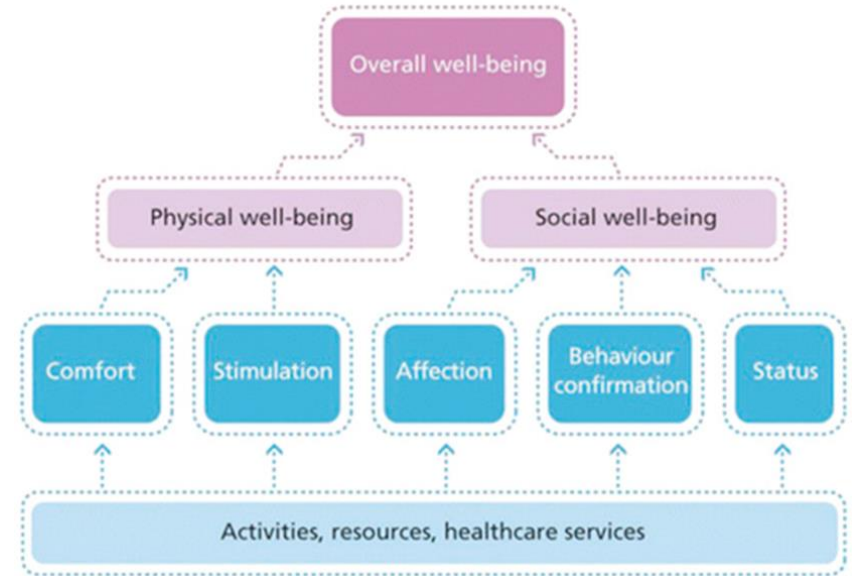 Overall well-being
Physical well-being
Social well-being
Comfort
Stimulation
Affection
Behaviour
confirmation
Status
Activities, resources, healthcare services